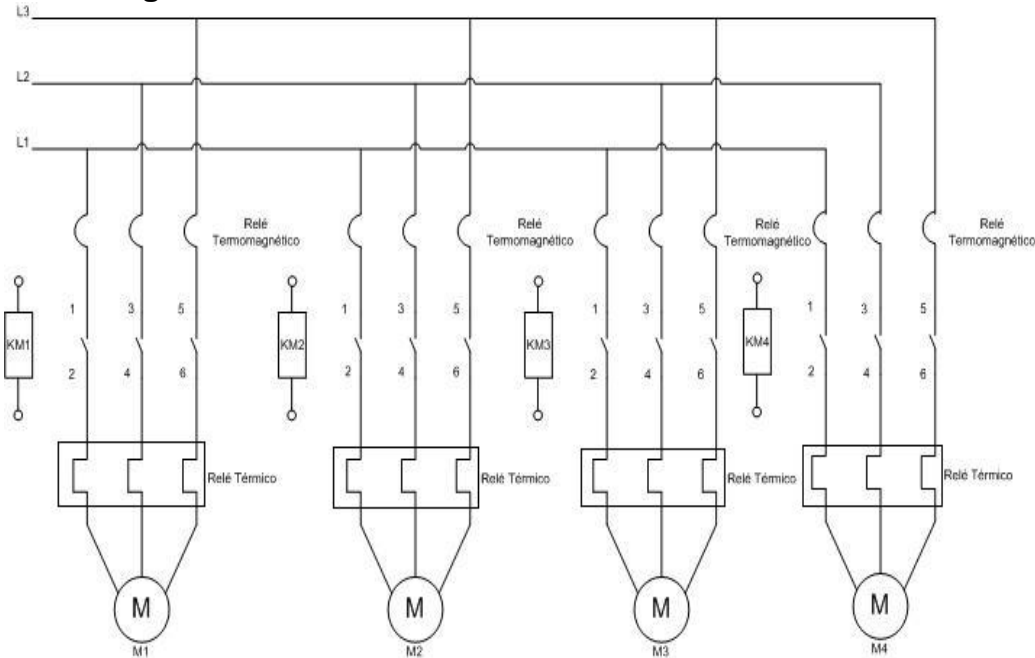 L3
L2
L1
Relé
Termomagnético
Relé
Termomagnético
Relé
Termomagnético
Relé
Termomagnético
KM1
1
3
5
2
4
6
KM2
1
3
5
2
4
6
KM3
1
3
5
2
4
6
KM4
1
3
5
2
4
6
Relé Térmico
Relé Térmico
Relé Térmico
Relé Térmico
M
M1
M
M2
M
M3
M
M4